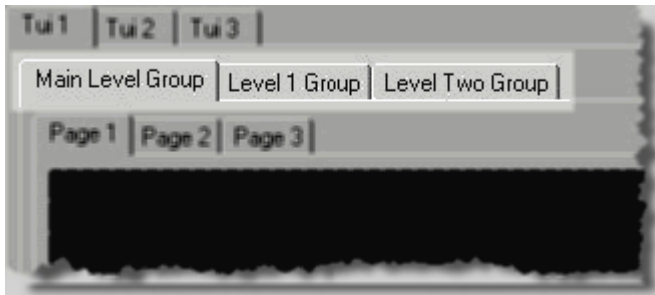 Tui 1 Tui 2 Tui 3
Main Level Group Level 1 Group Level Two Group
Page 1 Page 2 Page 3